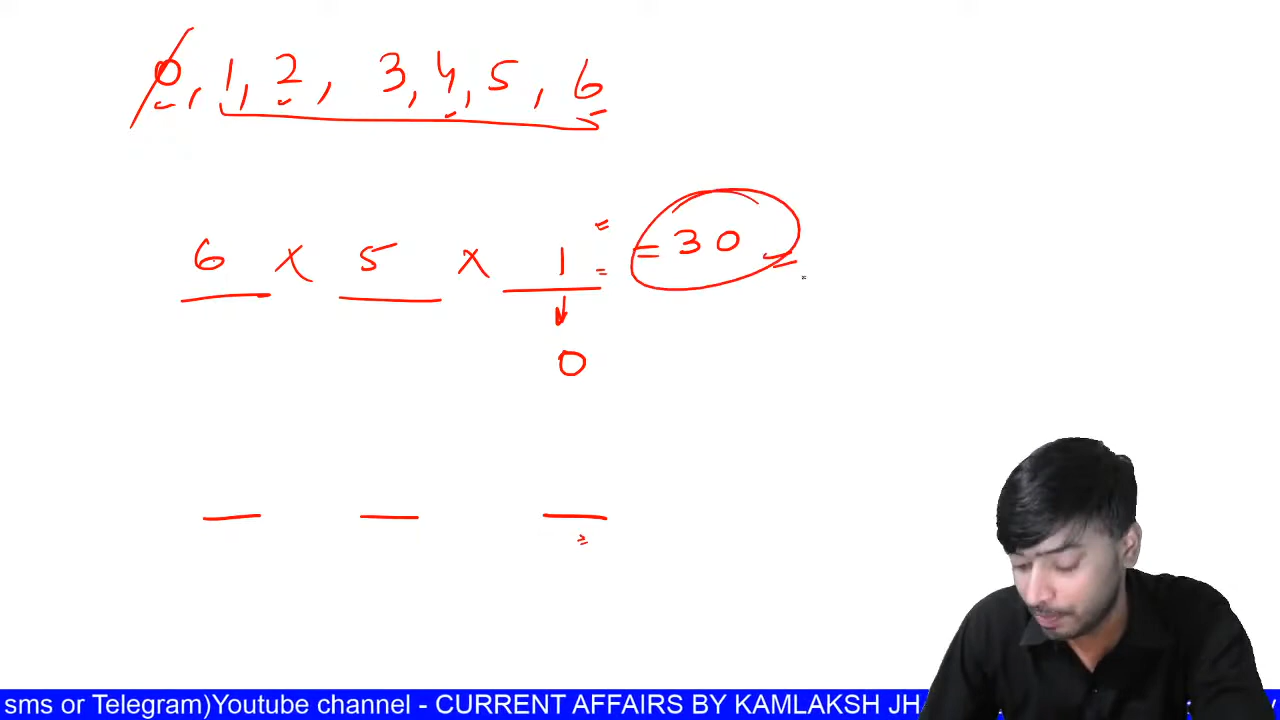 0, 1, 2, 3, 4, 5, 6
6 × 5 × 1 = = 30
0
sms or Telegram)Youtube channel - CURRENT AFFAIRS BY KAMLAKSH JH